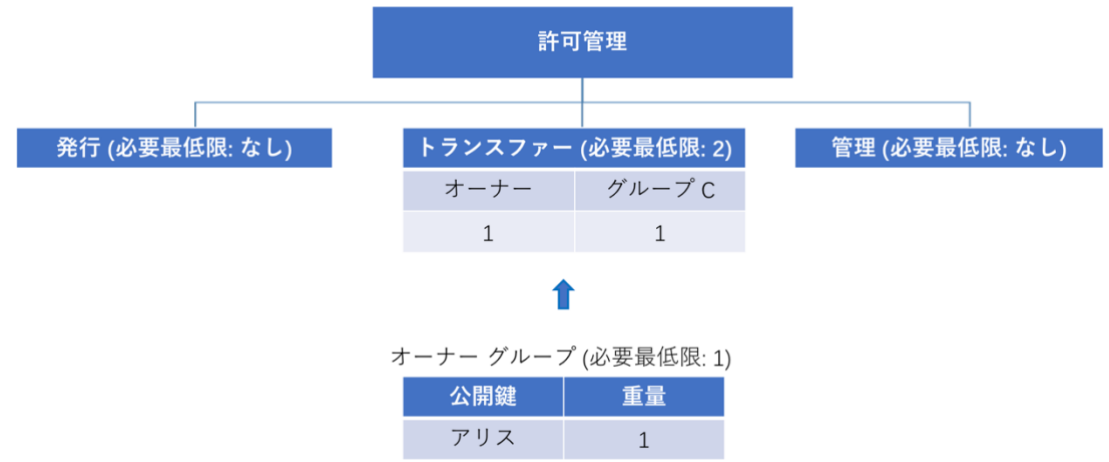 許可管理
発行 (必要最低限: なし)
トランスファー (必要最低限: 2)
管理 (必要最低限: なし)
オーナー グループ C
1 1
オーナー グループ (必要最低限: 1)
公開鍵 重量
アリス 1